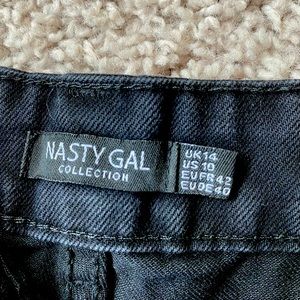 NASTY GAL
COLLECTION
UK14
US 10
EUFR42
EUDE40